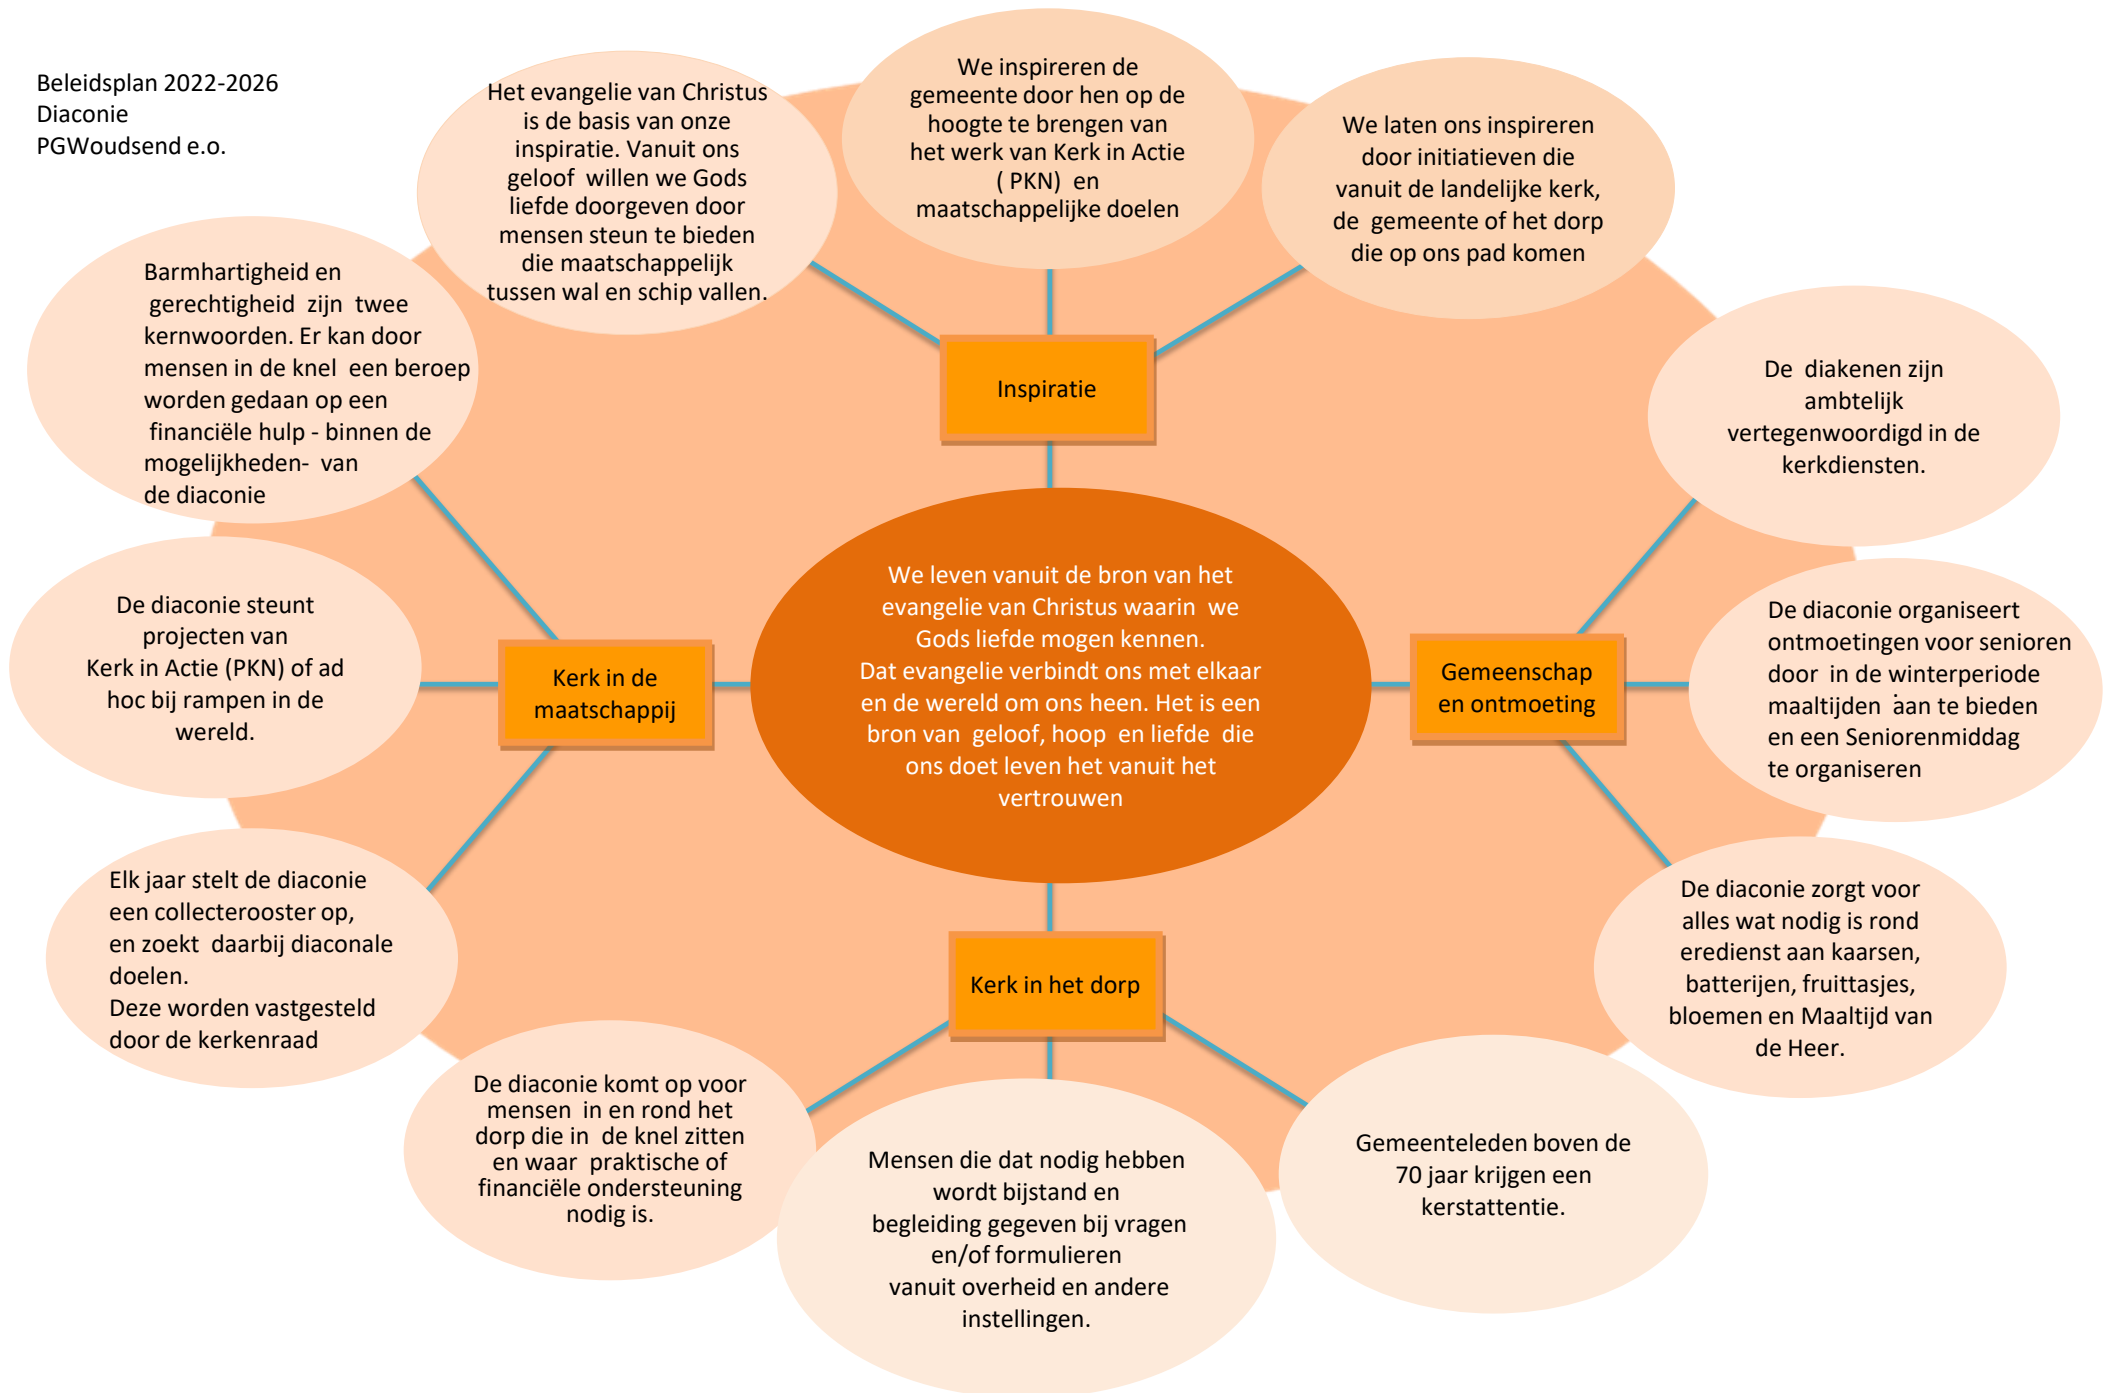 Beleidsplan 2022-2026
Diaconie
PGWoudsend e.o.
Het evangelie van Christus
is de basis van onze
inspiratie. Vanuit ons
geloof willen we Gods
liefde doorgeven door
mensen steun te bieden
die maatschappelijk
tussen wal en schip vallen.
We inspireren de
gemeente door hen op de
hoogte te brengen van
het werk van Kerk in Actie
( PKN) en
maatschappelijke doelen
We laten ons inspireren
door initiatieven die
vanuit de landelijke kerk,
de gemeente of het dorp
die op ons pad komen
Barmhartigheid en
gerechtigheid zijn twee
kernwoorden. Er kan door
mensen in de knel een beroep
worden gedaan op een
financiële hulp - binnen de
mogelijkheden- van
de diaconie
Inspiratie
De diakenen zijn
ambtelijk
vertegenwoordigd in de
kerkdiensten.
De diaconie steunt
projecten van
Kerk in Actie (PKN) of ad
hoc bij rampen in de
wereld.
Kerk in de
maatschappij
We leven vanuit de bron van het
evangelie van Christus waarin we
Gods liefde mogen kennen.
Dat evangelie verbindt ons met elkaar
en de wereld om ons heen. Het is een
bron van geloof, hoop en liefde die
ons doet leven het vanuit het
vertrouwen
Gemeenschap
en ontmoeting
De diaconie organiseert
ontmoetingen voor senioren
door in de winterperiode
maaltijden aan te bieden
en een Seniorenmiddag
te organiseren
.
Elk jaar stelt de diaconie
een collecterooster op,
en zoekt daarbij diaconale
doelen.
Deze worden vastgesteld
door de kerkenraad
Kerk in het dorp
De diaconie zorgt voor
alles wat nodig is rond
eredienst aan kaarsen,
batterijen, fruittasjes,
bloemen en Maaltijd van
de Heer.
De diaconie komt op voor
mensen in en rond het
dorp die in de knel zitten
en waar praktische of
financiële ondersteuning
nodig is.
Mensen die dat nodig hebben
wordt bijstand en
begeleiding gegeven bij vragen
en/of formulieren
vanuit overheid en andere
instellingen.
Gemeenteleden boven de
70 jaar krijgen een
kerstattentie.